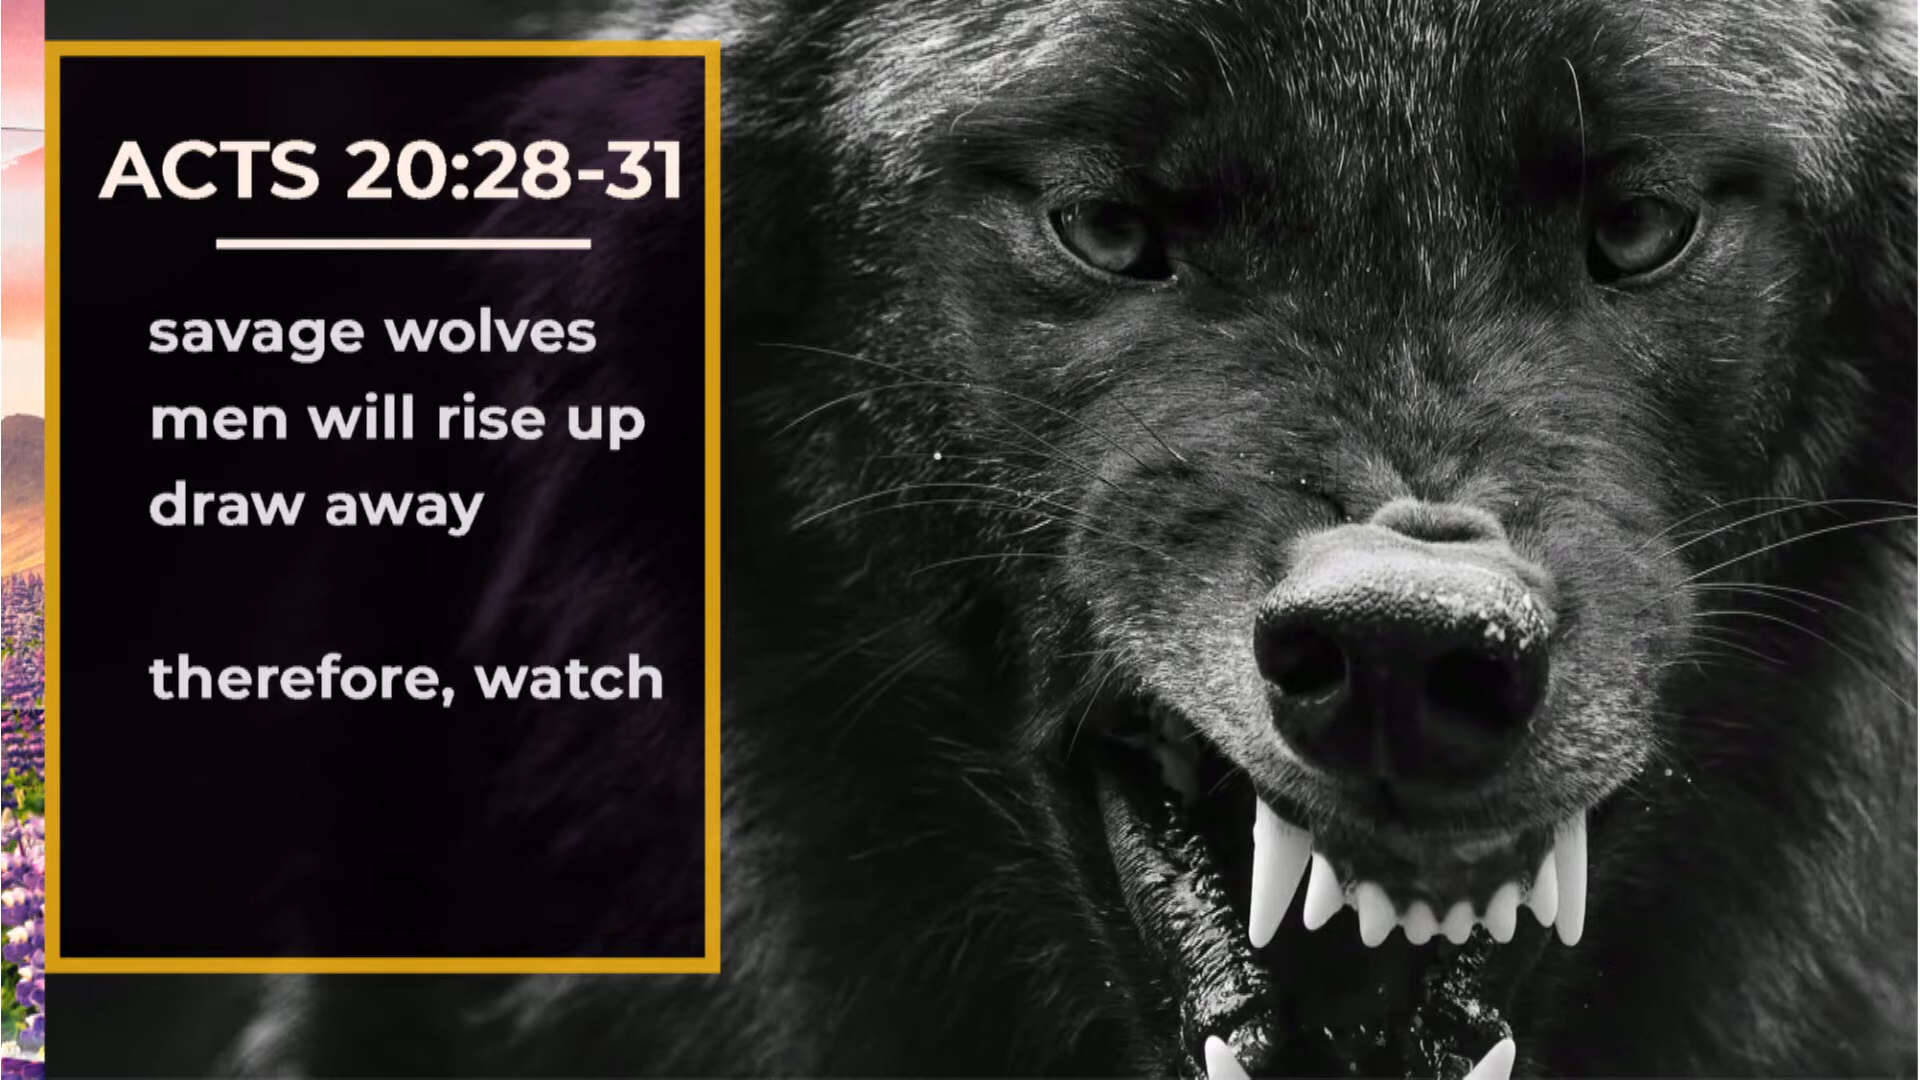 ACTS 20:28-31
savage wolves
men will rise up
draw away
therefore, watch